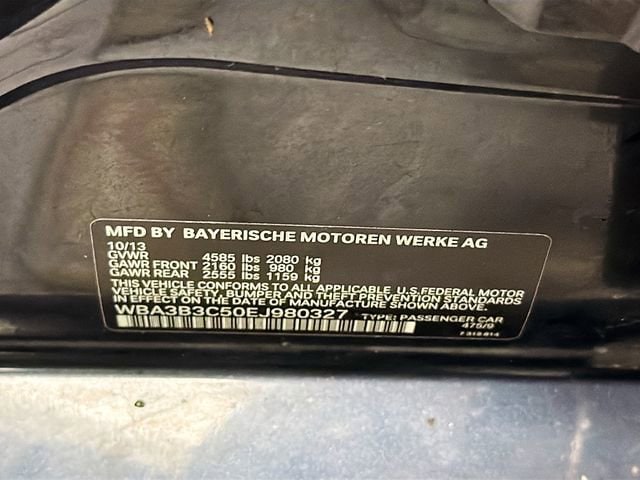 MFD BY BAYERISCHE MOTOREN WERKE AG
10/13
GVWR 4585 lbs 2080 kg
GAWR FRONT 2160 lbs 980 kg
GAWR REAR 2555 lbs 1159 kg
THIS VEHICLE CONFORMS TO ALL APPLICABLE U.S.FEDERAL MOTOR
VEHICLE SAFETY, BUMPER AND THEFT PREVENTION STANDARDS
IN EFFECT ON THE DATE OF MANUFACTURE SHOWN ABOVE.
WBA3B3C50EJ980327 TYPE: PASSENGER CAR
475/9